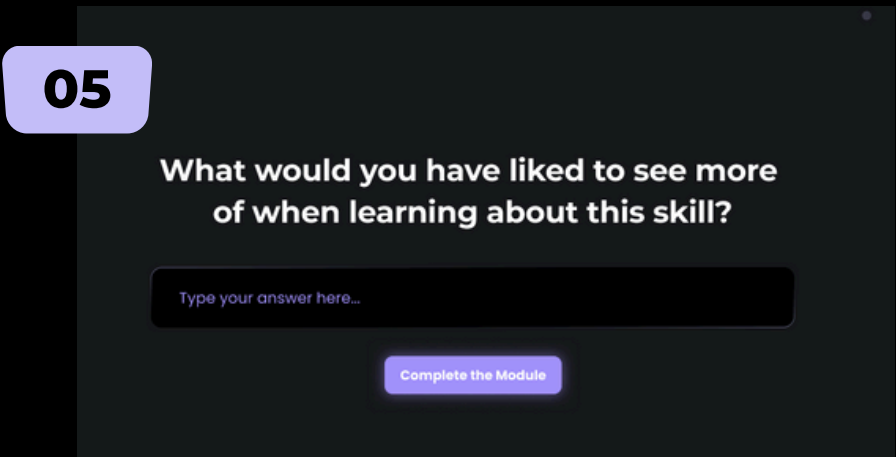 05
What would you have liked to see more
of when learning about this skill?
Type your answer here...
Complete the Module